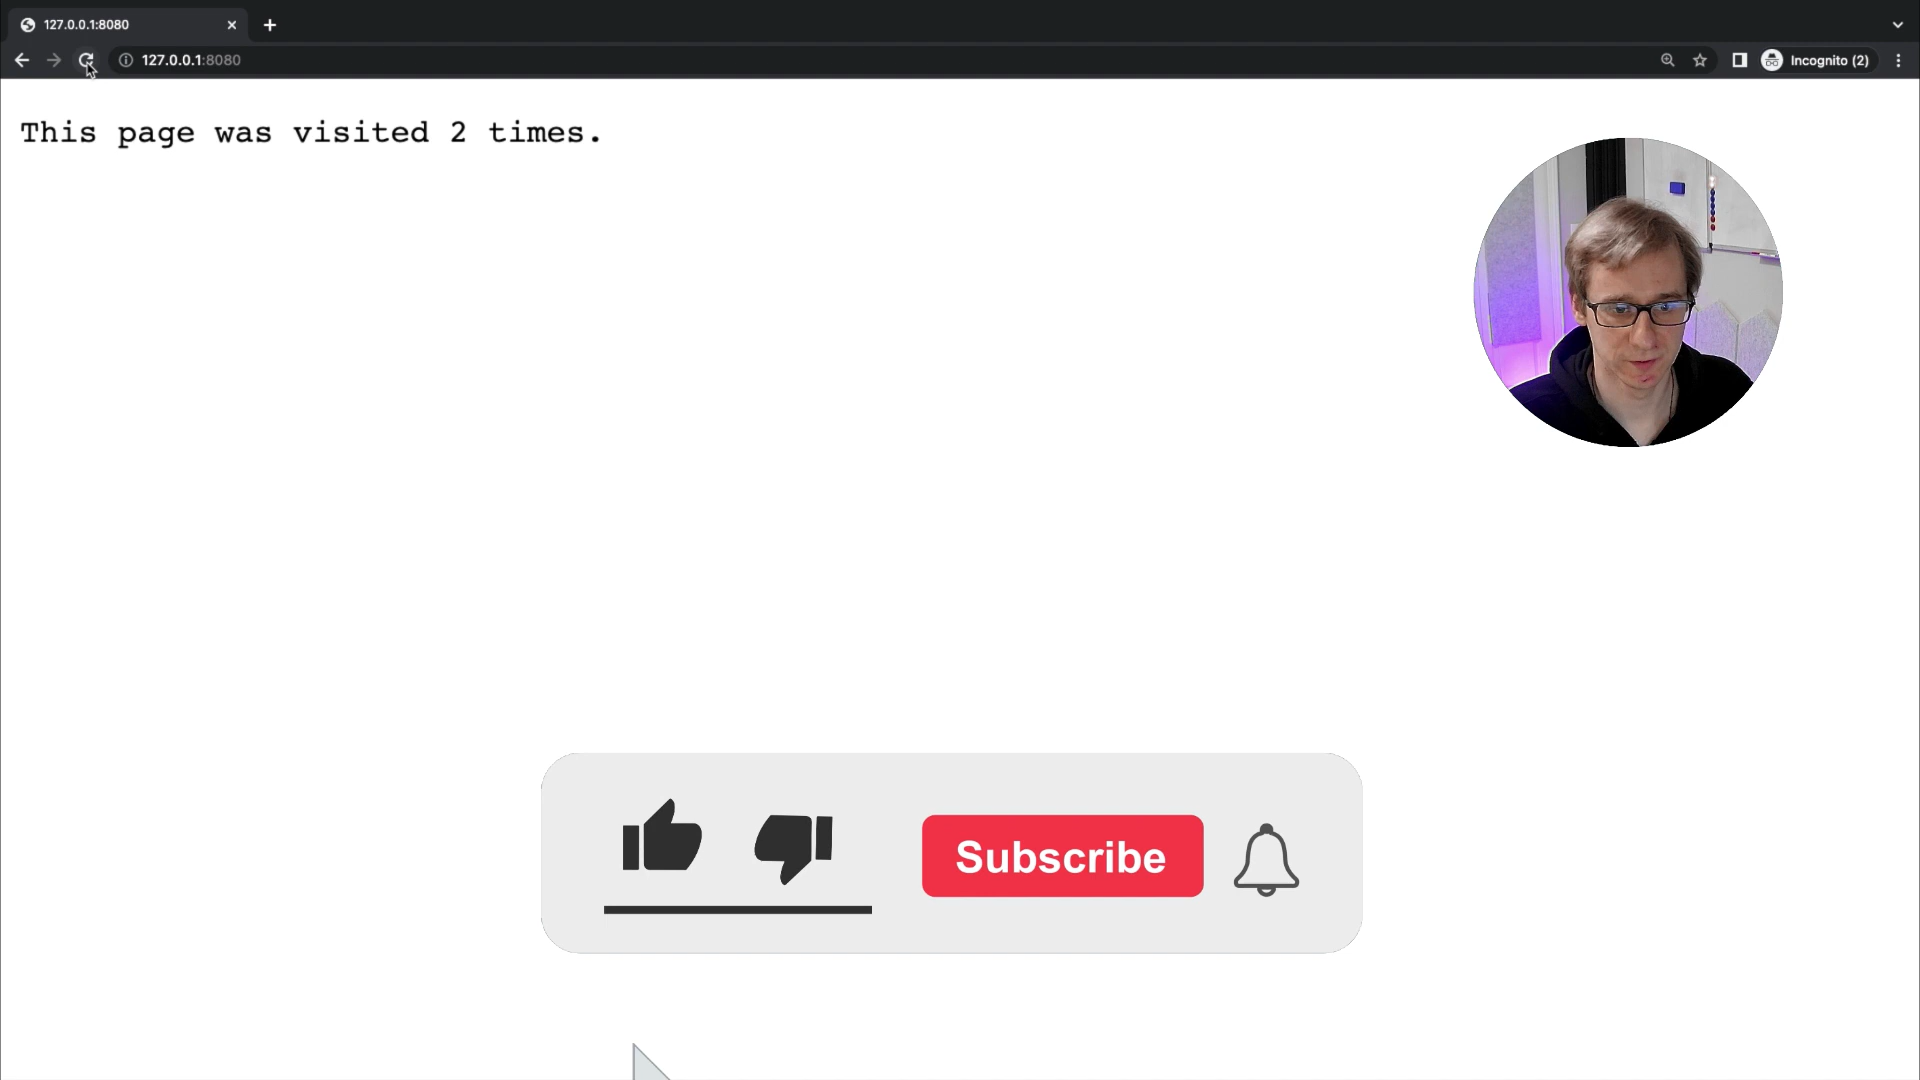 127.0.0.1:8080
127.0.0.1:8080
Incognito (2)
This page was visited 2 times.
Subscribe